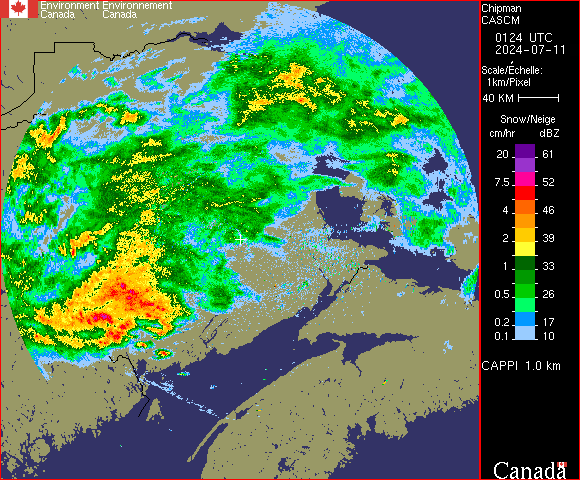 Environment Environnement
Canada Canada
Chipman
CASCM
0124 UTC
2024-07-11
Scale/Echelle:
1km/Pixel
40 KM
Snow/Neige
cm/hr dBZ
20 61
7.5 52
4 46
2 39
1 33
0.5 26
0.2 17
0.1 10
CAPPI 1.0 km
Canada